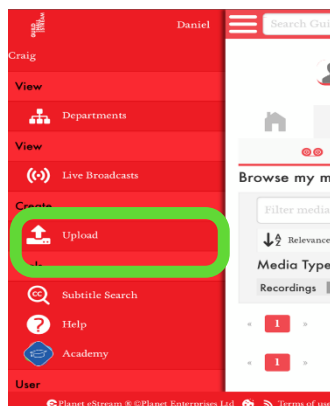 Daniel
Search Gui
Craig
View
Departments
View
Live Broadcasts
Create
Upload
Subtitle Search
Help
Academy
User
Browse my m
Filter media
Relevance
Media Type
Recordings
« 1 »
« 1 »
Planet eStream ® ©Planet Enterprises Ltd
Terms of use